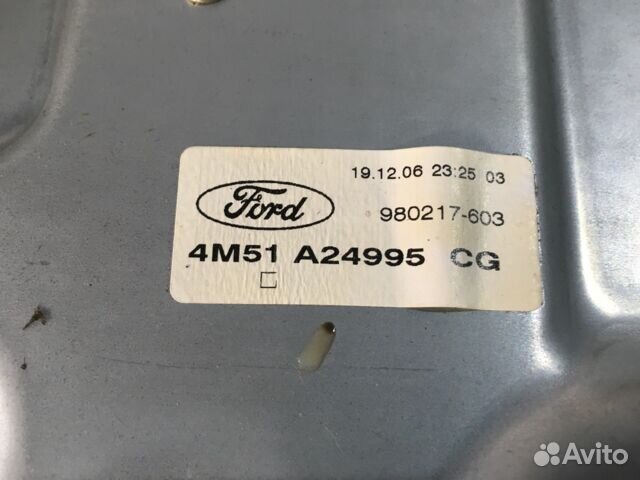 19.12.06 23:25 03
Ford
980217-603
4M51 A24995 CG
Avito